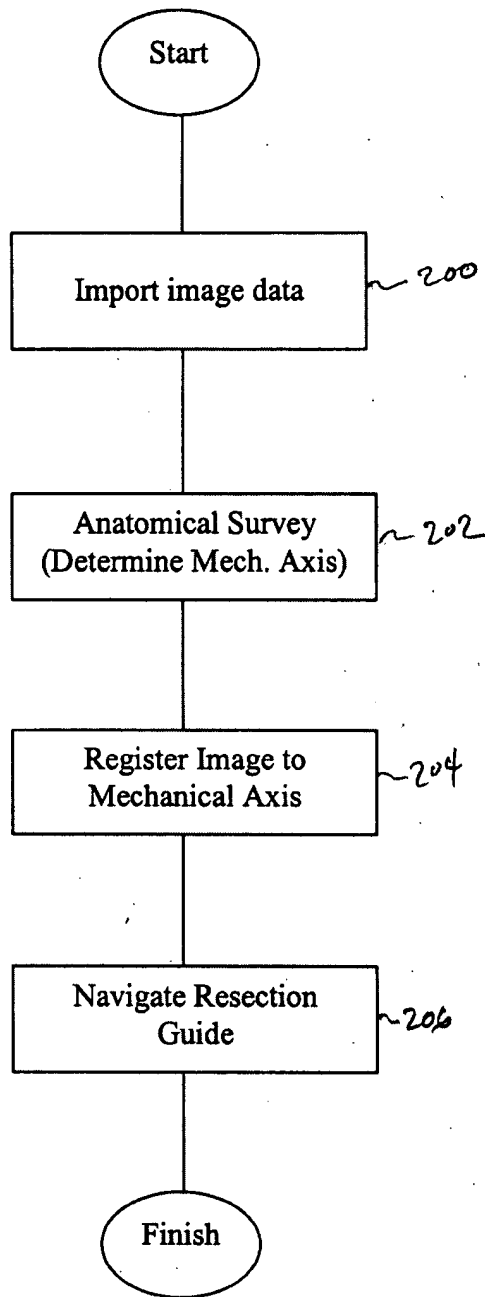 Start
Import image data
200
Anatomical Survey
(Determine Mech. Axis)
202
Register Image to
Mechanical Axis
204
Navigate Resection
Guide
206
Finish